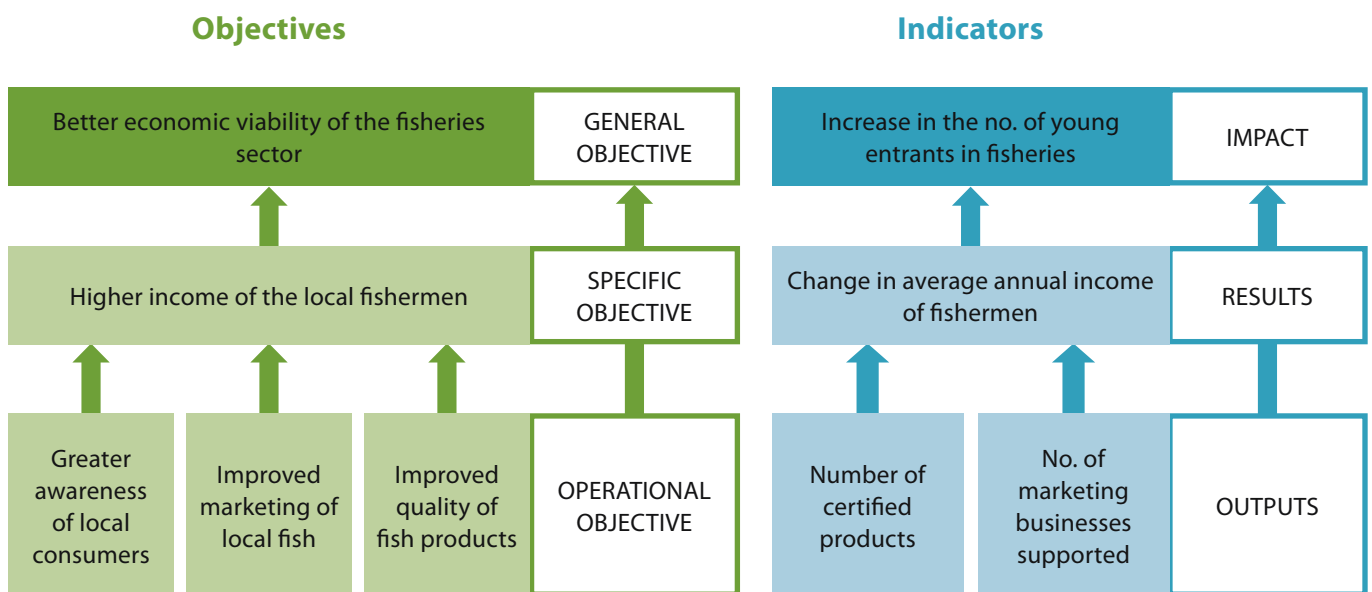 Objectives
Indicators
Better economic viability of the fisheries
sector
GENERAL
OBJECTIVE
Increase in the no. of young
entrants in fisheries
IMPACT
Higher income of the local fishermen
SPECIFIC
OBJECTIVE
Change in average annual income
of fishermen
RESULTS
Greater
awareness
of local
consumers
Improved
marketing of
local fish
Improved
quality of
fish products
OPERATIONAL
OBJECTIVE
Number of
certified
products
No. of
marketing
businesses
supported
OUTPUTS